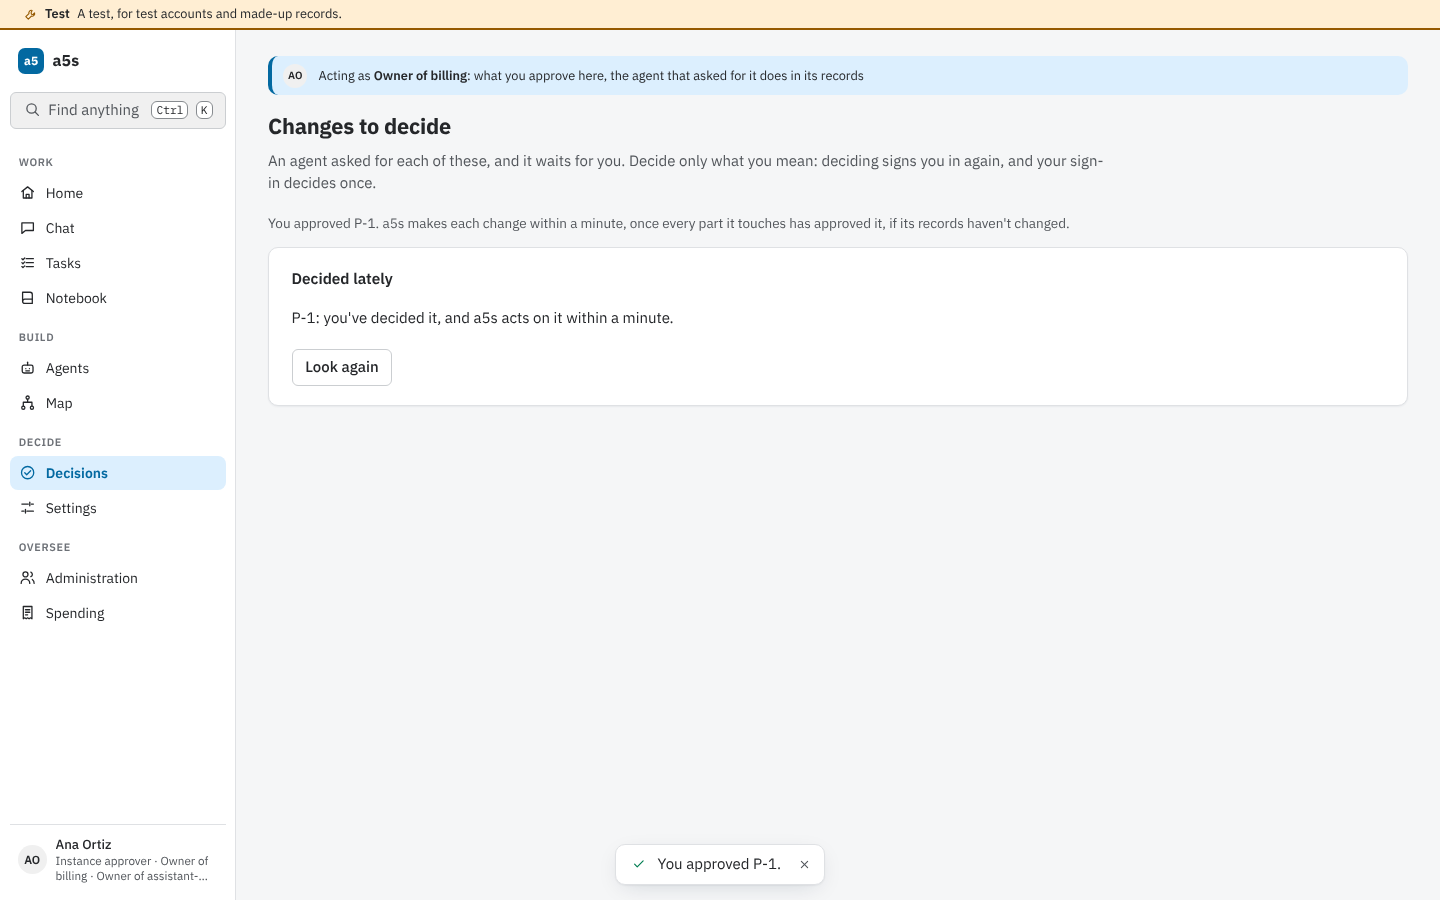 Test A test, for test accounts and made-up records.
a5 a5s
Find anything Ctrl K
WORK
Home
Chat
Tasks
Notebook
BUILD
Agents
Map
DECIDE
Decisions
Settings
OVERSEE
Administration
Spending
AO Ana Ortiz
Instance approver · Owner of
billing · Owner of assistant-...
AO Acting as Owner of billing: what you approve here, the agent that asked for it does in its records
Changes to decide
An agent asked for each of these, and it waits for you. Decide only what you mean: deciding signs you in again, and your sign-
in decides once.
You approved P-1. a5s makes each change within a minute, once every part it touches has approved it, if its records haven't changed.
Decided lately
P-1: you've decided it, and a5s acts on it within a minute.
Look again
You approved P-1.